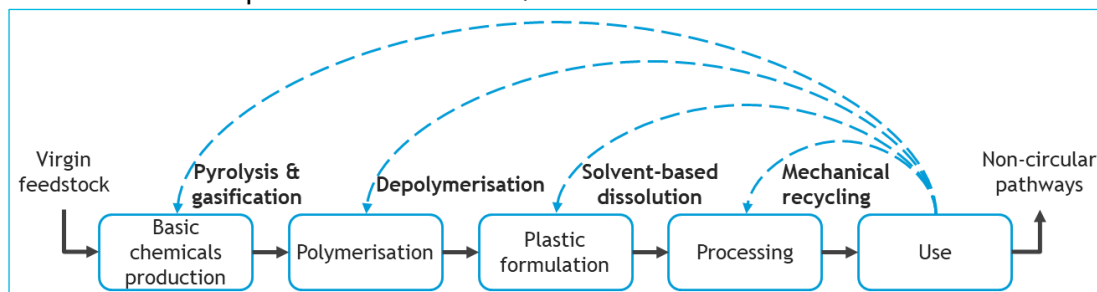 Virgin
feedstock
Pyrolysis &
gasification
Depolymerisation
Solvent-based
dissolution
Mechanical
recycling
Non-circular
pathways
Basic
chemicals
production
Polymerisation
Plastic
formulation
Processing
Use